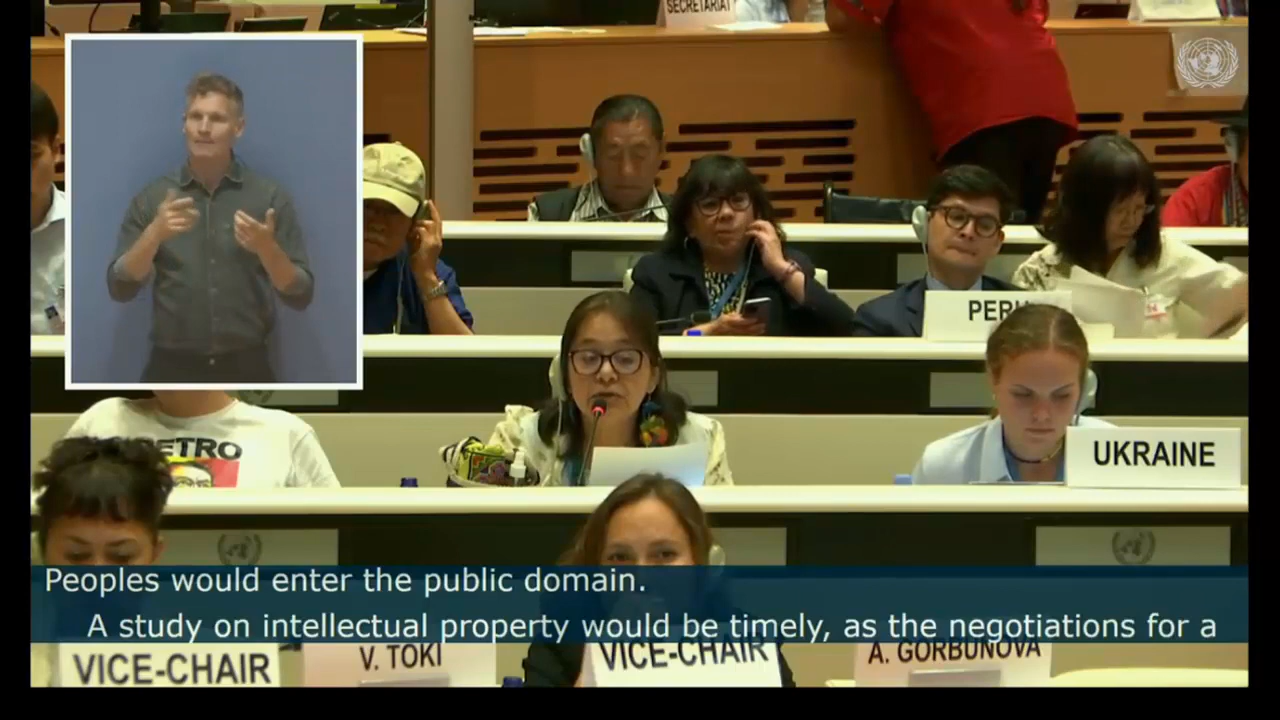 SECRETARIAT
PERU
ETRO
UKRAINE
Peoples would enter the public domain.
A study on intellectual property would be timely, as the negotiations for a
VICE-CHAIR
V. TOKI
VICE-CHAIR
A. GORBUNOVA